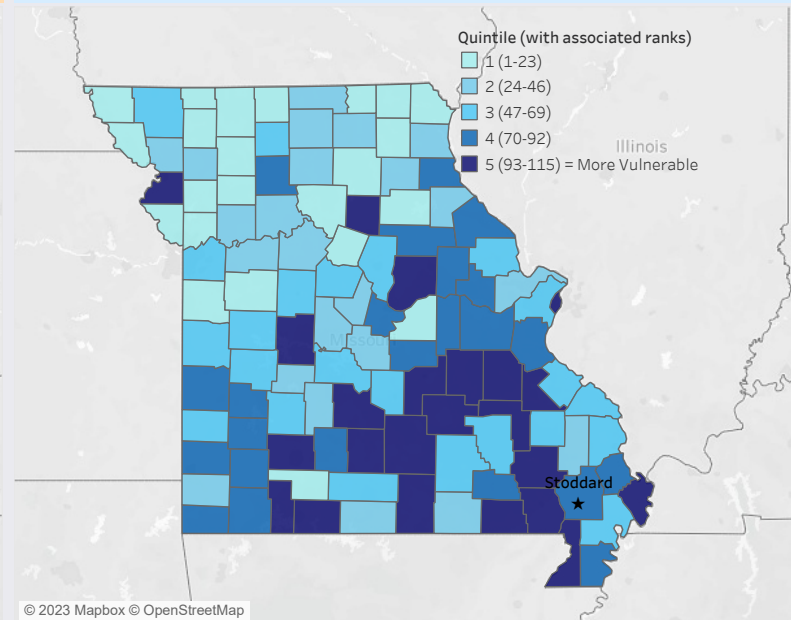 Quintile (with associated ranks)
1 (1-23)
2 (24-46)
3 (47-69)
4 (70-92)
5 (93-115) = More Vulnerable
Illinois
Missouri
Stoddard
© 2023 Mapbox © OpenStreetMap